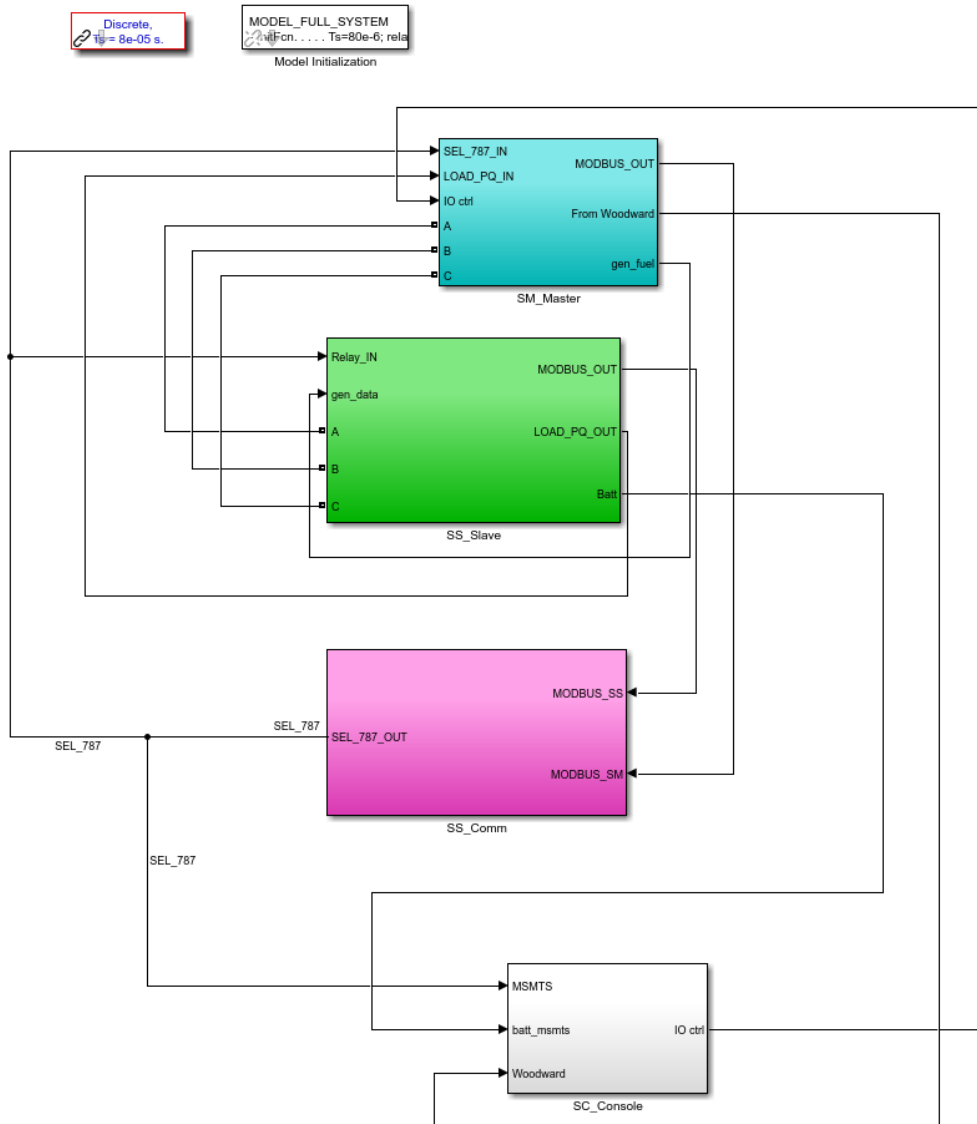 Discrete,
Ts = 8e-05 s.
MODEL_FULL_SYSTEM
InitFcn. . . . . Ts=80e-6; rela
Model Initialization
SEL_787_IN
LOAD_PQ_IN
IO ctrl
A
B
C
MODBUS_OUT
From Woodward
gen_fuel
SM_Master
Relay_IN
gen_data
A
B
C
MODBUS_OUT
LOAD_PQ_OUT
Batt
SS_Slave
MODBUS_SS
SEL_787
SEL_787_OUT
SEL_787
MODBUS_SM
SS_Comm
SEL_787
MSMTS
batt_msmts
IO ctrl
Woodward
SC_Console